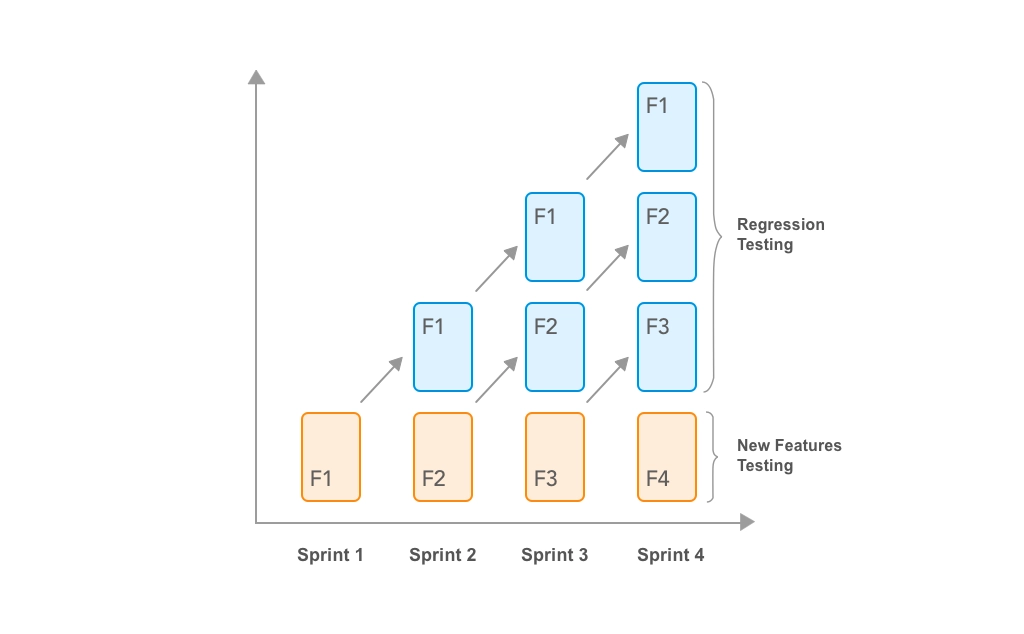 F1
F1
F2
Regression
Testing
F1
F2
F3
New Features
Testing
F1
F2
F3
F4
Sprint 1
Sprint 2
Sprint 3
Sprint 4